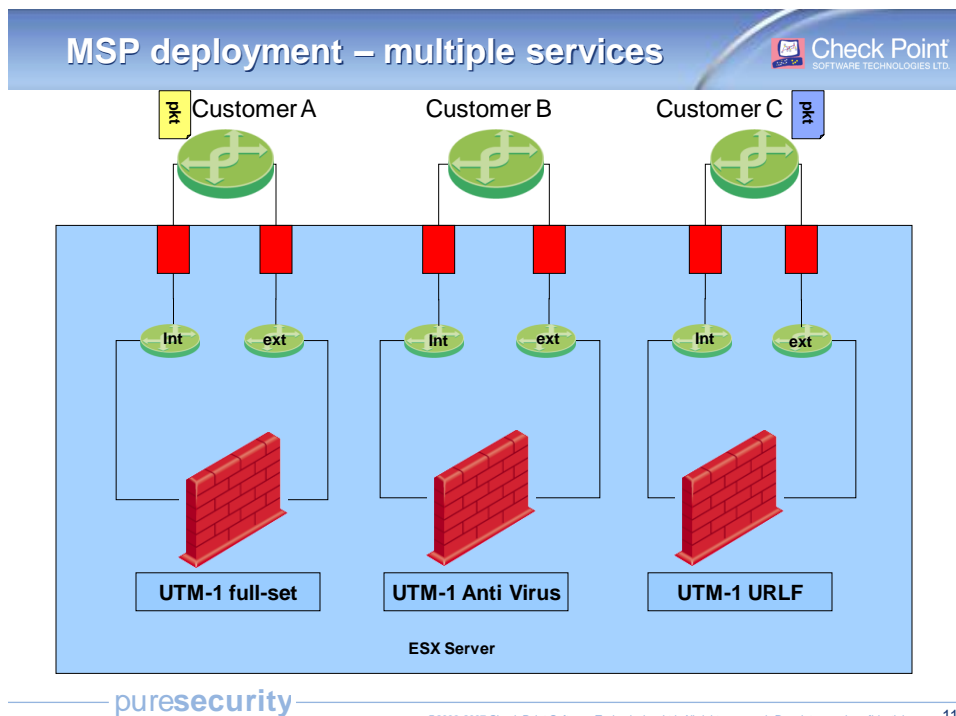 MSP deployment – multiple services
Check Point
SOFTWARE TECHNOLOGIES LTD.
pkt
Customer A
Customer B
Customer C
pkt
Int
ext
Int
ext
Int
ext
UTM-1 full-set
UTM-1 Anti Virus
UTM-1 URLF
ESX Server
puresecurity
11